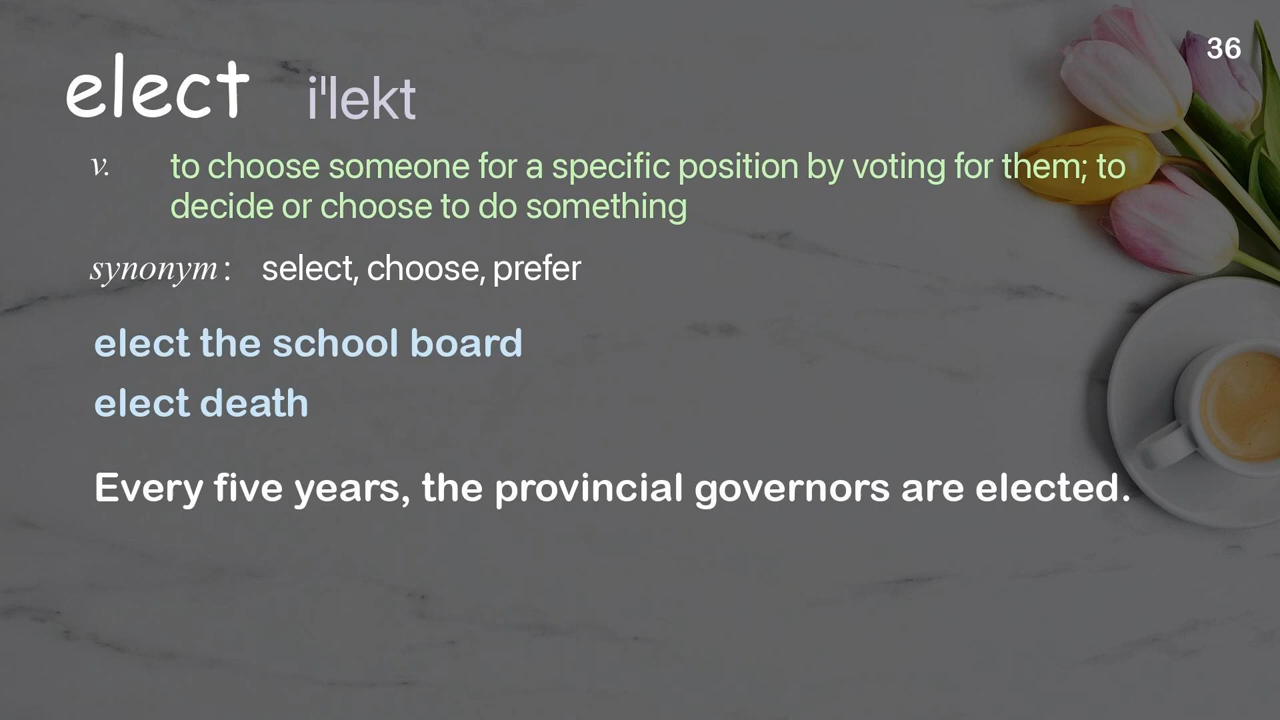 36
elect iˈlekt
v. to choose someone for a specific position by voting for them; to
decide or choose to do something
synonym: select, choose, prefer
elect the school board
elect death
Every five years, the provincial governors are elected.